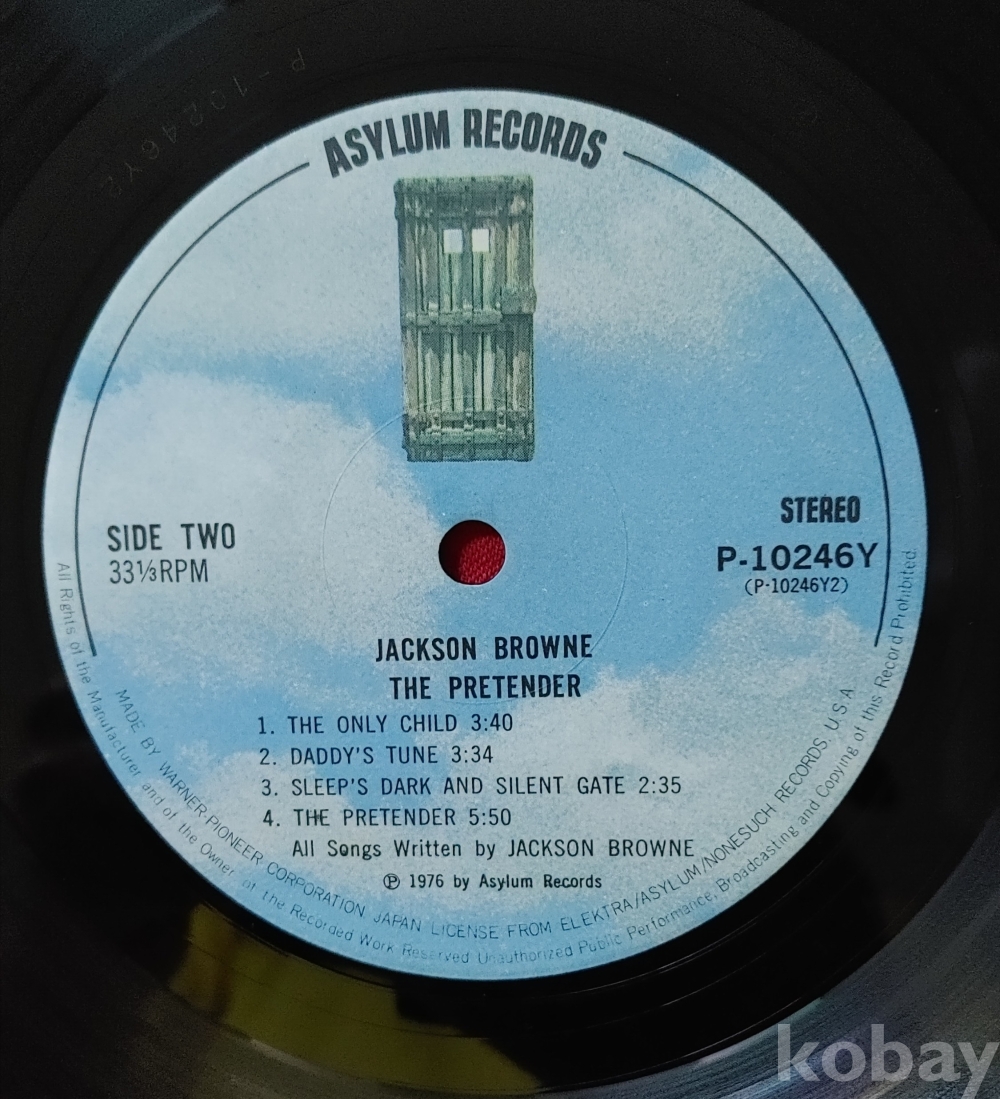 P-10246Y2
ASYLUM RECORDS
SIDE TWO
33⅓RPM
STEREO
P-10246Y
(P-10246Y2)
JACKSON BROWNE
THE PRETENDER
1. THE ONLY CHILD 3:40
2. DADDY'S TUNE 3:34
3. SLEEP'S DARK AND SILENT GATE 2:35
4. THE PRETENDER 5:50
All Songs Written by JACKSON BROWNE
Ⓟ 1976 by Asylum Records
MADE BY WARNER-PIONEER CORPORATION, JAPAN LICENSE FROM ELEKTRA/ASYLUM/NONESUCH RECORDS, U.S.A.
All Rights of the Manufacturer and of the Owner of the Recorded Work Reserved Unauthorized Public Performance, Broadcasting and Copying of this Record Prohibited.
kobay